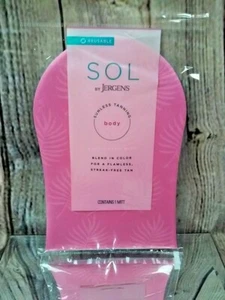 REUSABLE
SOL
BY JERGENS
SUNLESS TANNING
body
BLEND IN COLOR
FOR A FLAWLESS,
STREAK-FREE TAN
CONTAINS 1 MITT